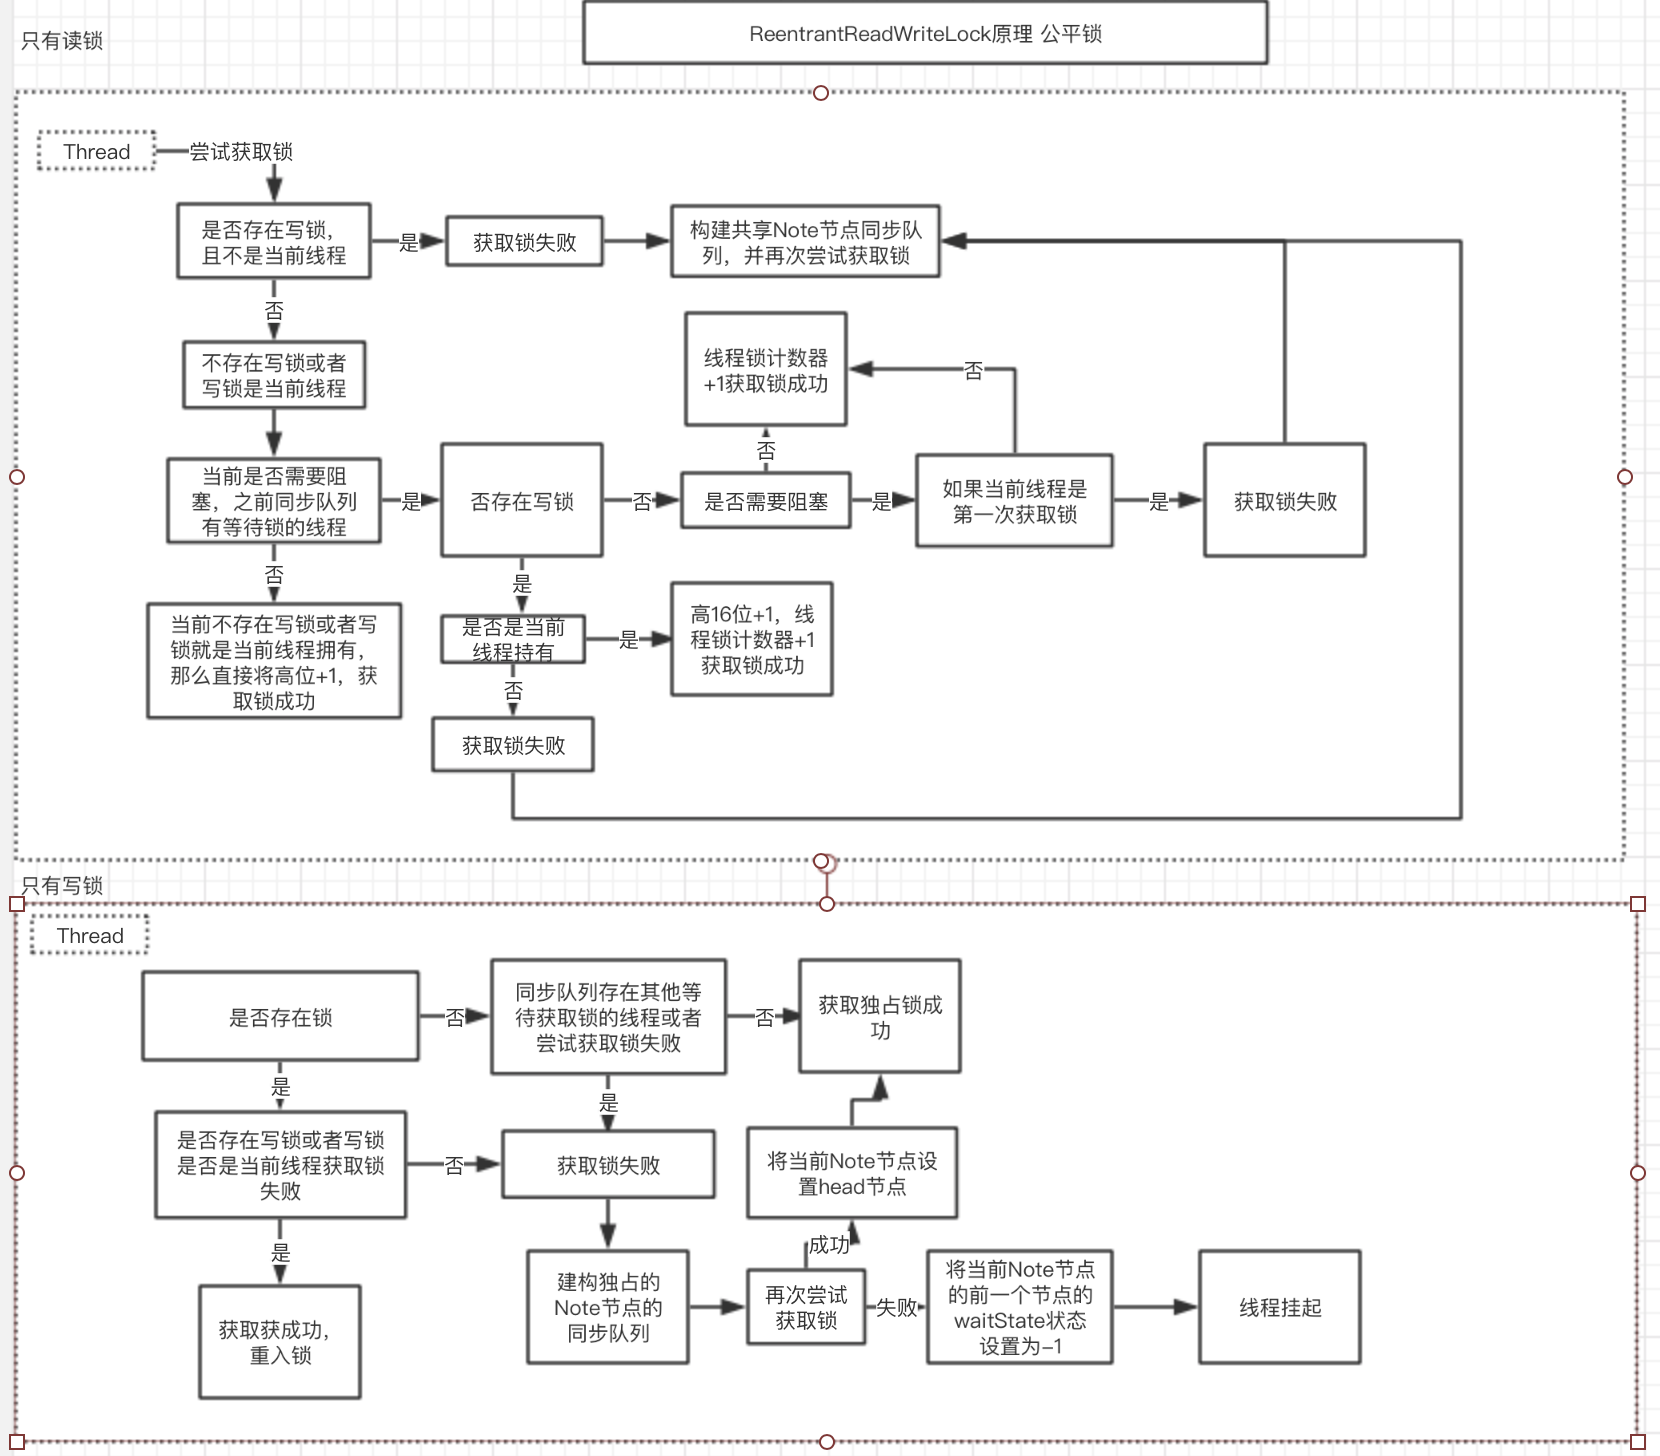 ReentrantReadWriteLock原理 公平锁
只有读锁
Thread
尝试获取锁
是否存在写锁，
且不是当前线程
是
获取锁失败
构建共享Note节点同步队
列，并再次尝试获取锁
否
不存在写锁或者
写锁是当前线程
线程锁计数器
+1获取锁成功
否
否
当前是否需要阻
塞，之前同步队列
有等待锁的线程
是
否存在写锁
否
是否需要阻塞
是
如果当前线程是
第一次获取锁
是
获取锁失败
否
是
当前不存在写锁或者写
锁就是当前线程拥有，
那么直接将高位+1，获
取锁成功
是否是当前
线程持有
是
高16位+1，线
程锁计数器+1
获取锁成功
否
获取锁失败
只有写锁
Thread
是否存在锁
否
同步队列存在其他等
待获取锁的线程或者
尝试获取锁失败
否
获取独占锁成
功
是
是
是否存在写锁或者写锁
是否是当前线程获取锁
失败
否
获取锁失败
将当前Note节点设
置head节点
是
成功
获取获成功，
重入锁
建构独占的
Note节点的
同步队列
再次尝试
获取锁
失败
将当前Note节点
的前一个节点的
waitState状态
设置为-1
线程挂起